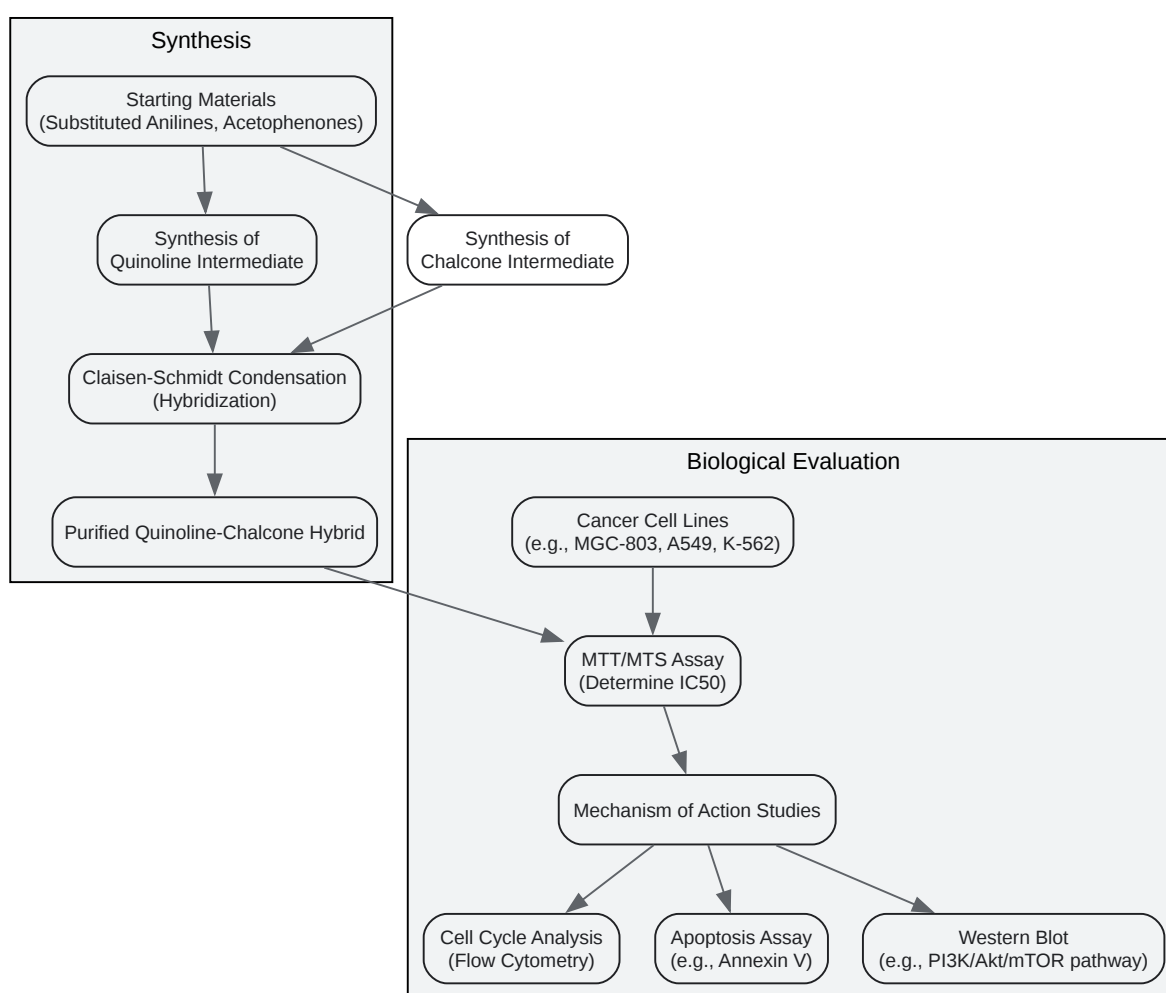 Synthesis
Starting Materials
(Substituted Anilines, Acetophenones)
Synthesis of
Quinoline Intermediate
Synthesis of
Chalcone Intermediate
Claisen-Schmidt Condensation
(Hybridization)
Purified Quinoline-Chalcone Hybrid
Biological Evaluation
Cancer Cell Lines
(e.g., MGC-803, A549, K-562)
MTT/MTS Assay
(Determine IC50)
Mechanism of Action Studies
Cell Cycle Analysis
(Flow Cytometry)
Apoptosis Assay
(e.g., Annexin V)
Western Blot
(e.g., PI3K/Akt/mTOR pathway)